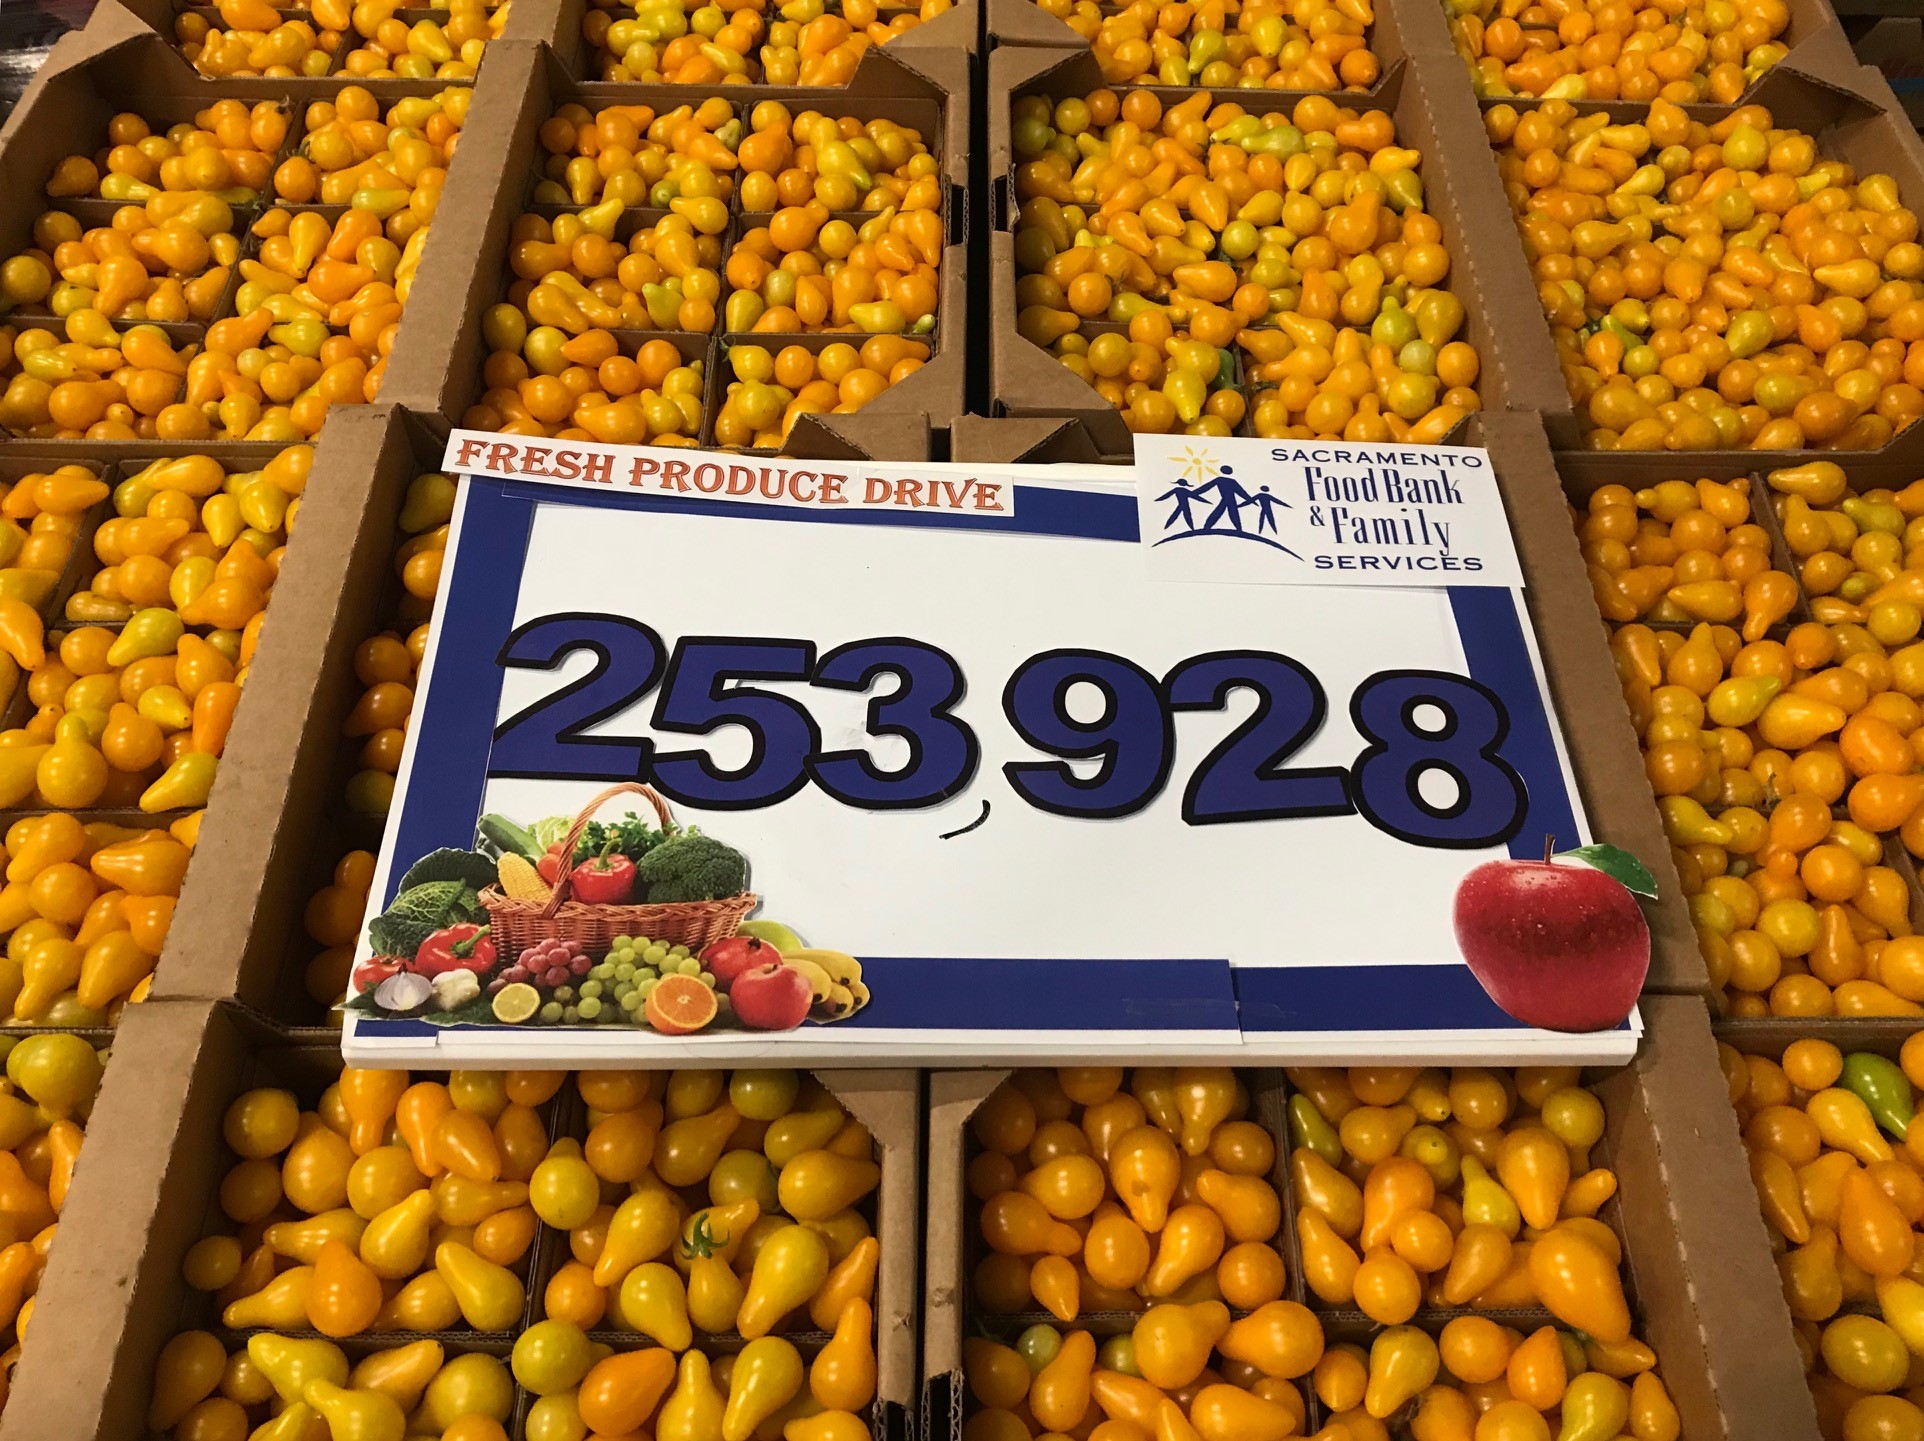 FRESH PRODUCE DRIVE
SACRAMENTO
Food Bank
& Family
SERVICES
253,928